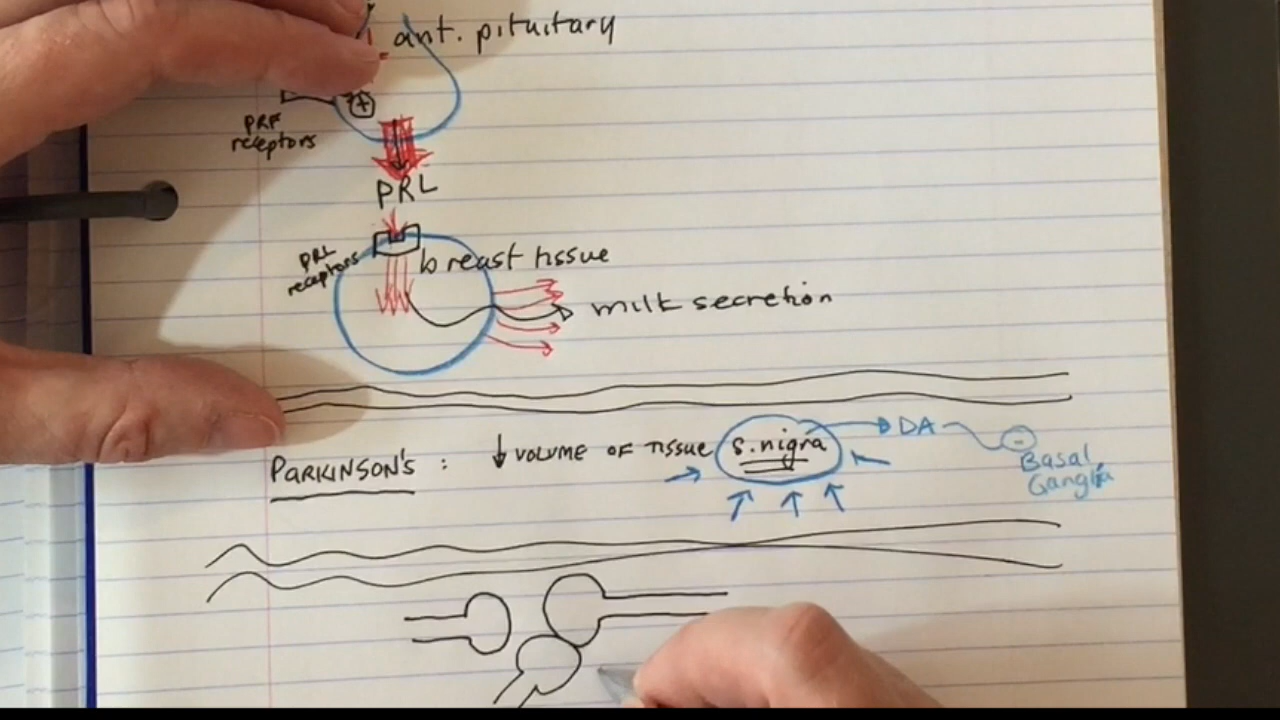 ant. pituitary
+
PRF
receptors
PRL
PRL
receptors
breast tissue
milk secretion
PARKINSON'S : ↓ VOLUME OF TISSUE s.nigra → DA
-
Basal
Ganglia